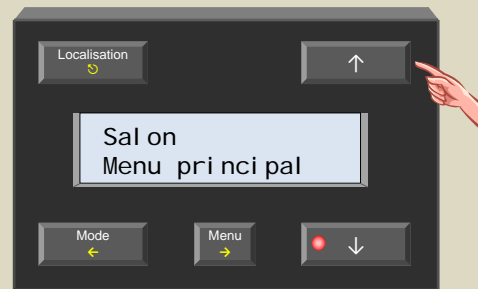 Localisation
↑
Salon
Menu principal
Mode
←
Menu
→
↓